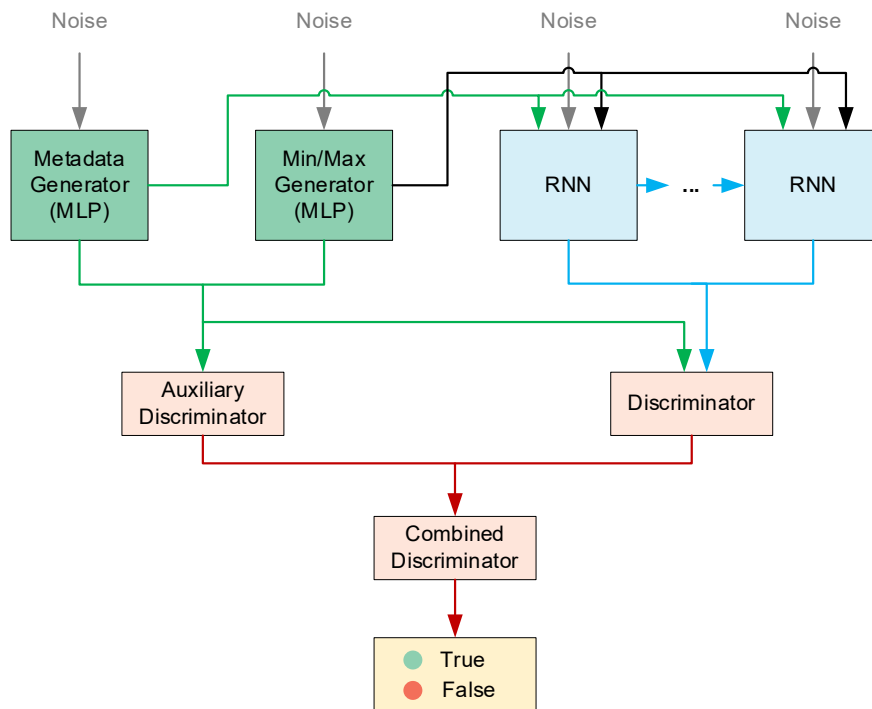 Noise
Noise
Noise
Noise
Metadata
Generator
(MLP)
Min/Max
Generator
(MLP)
RNN
...
RNN
Auxiliary
Discriminator
Discriminator
Combined
Discriminator
True
False